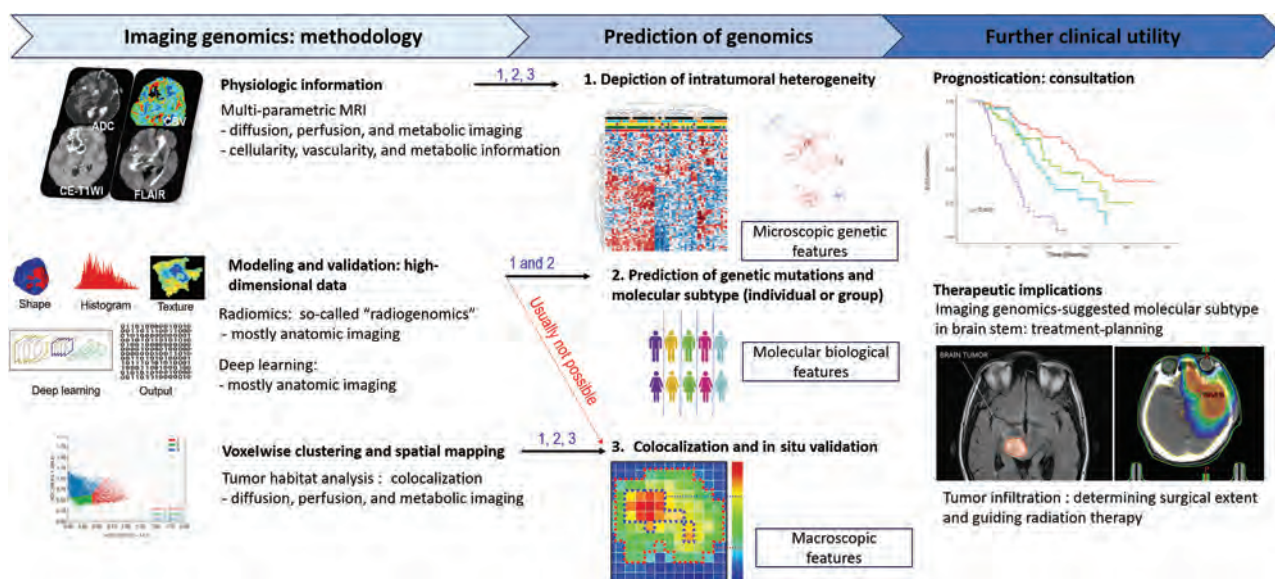 Imaging genomics: methodology
Prediction of genomics
Further clinical utility
Physiologic information
Multi-parametric MRI
- diffusion, perfusion, and metabolic imaging
- cellularity, vascularity, and metabolic information
ADC
CBV
CE-T1WI
FLAIR
1, 2, 3
1. Depiction of intratumoral heterogeneity
Microscopic genetic
features
Prognostication: consultation
Modeling and validation: high-
dimensional data
Shape
Histogram
Texture
Radiomics: so-called "radiogenomics"
- mostly anatomic imaging
Deep learning:
- mostly anatomic imaging
Deep learning
Output
1 and 2
Usually not possible
2. Prediction of genetic mutations and
molecular subtype (individual or group)
Molecular biological
features
Therapeutic implications
Imaging genomics-suggested molecular subtype
in brain stem: treatment-planning
BRAIN TUMOR
Voxelwise clustering and spatial mapping
Tumor habitat analysis : colocalization
- diffusion, perfusion, and metabolic imaging
1, 2, 3
3. Colocalization and in situ validation
Macroscopic
features
Tumor infiltration : determining surgical extent
and guiding radiation therapy